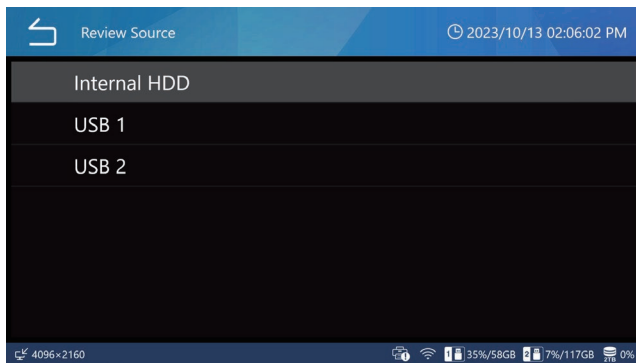 Review Source
2023/10/13 02:06:02 PM
Internal HDD
USB 1
USB 2
4096×2160
1 35%/58GB 2 7%/117GB 2TB 0%